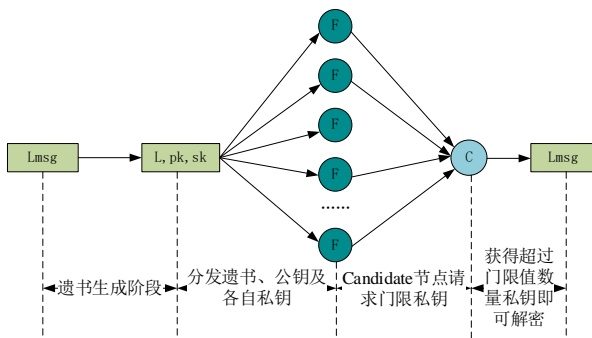 F
F
F
Lmsg
L,pk,sk
C
Lmsg
F
……
F
遗书生成阶段
分发遗书、公钥及
各自私钥
Candidate节点请
求门限私钥
获得超过
门限值数
量私钥即
可解密